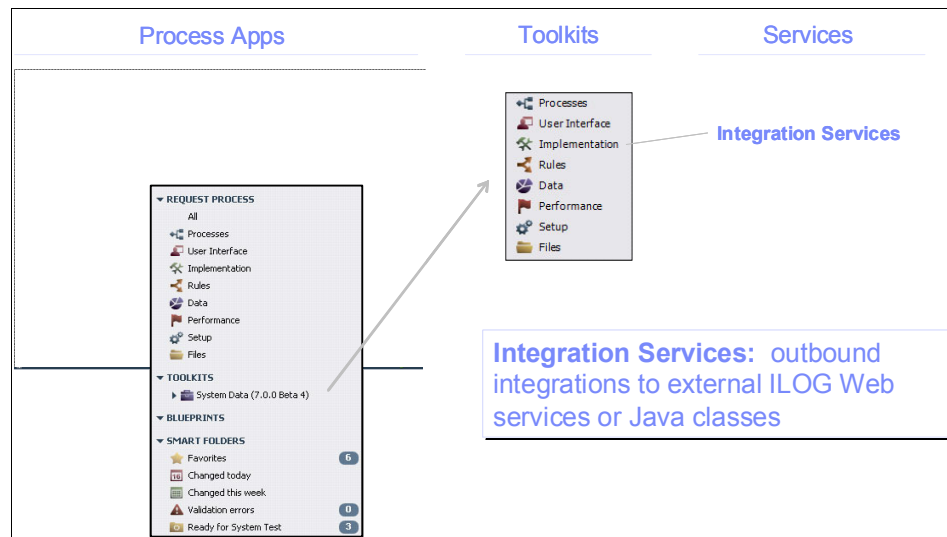 Process Apps
Toolkits
Services
REQUEST PROCESS
All
Processes
User Interface
Implementation
Rules
Data
Performance
Setup
Files
TOOLKITS
System Data (7.0.0 Beta 4)
BLUEPRINTS
SMART FOLDERS
Favorites 6
16 Changed today
Changed this week
Validation errors 0
Ready for System Test 3
Processes
User Interface
Implementation
Rules
Data
Performance
Setup
Files
Integration Services
Integration Services: outbound
integrations to external ILOG Web
services or Java classes